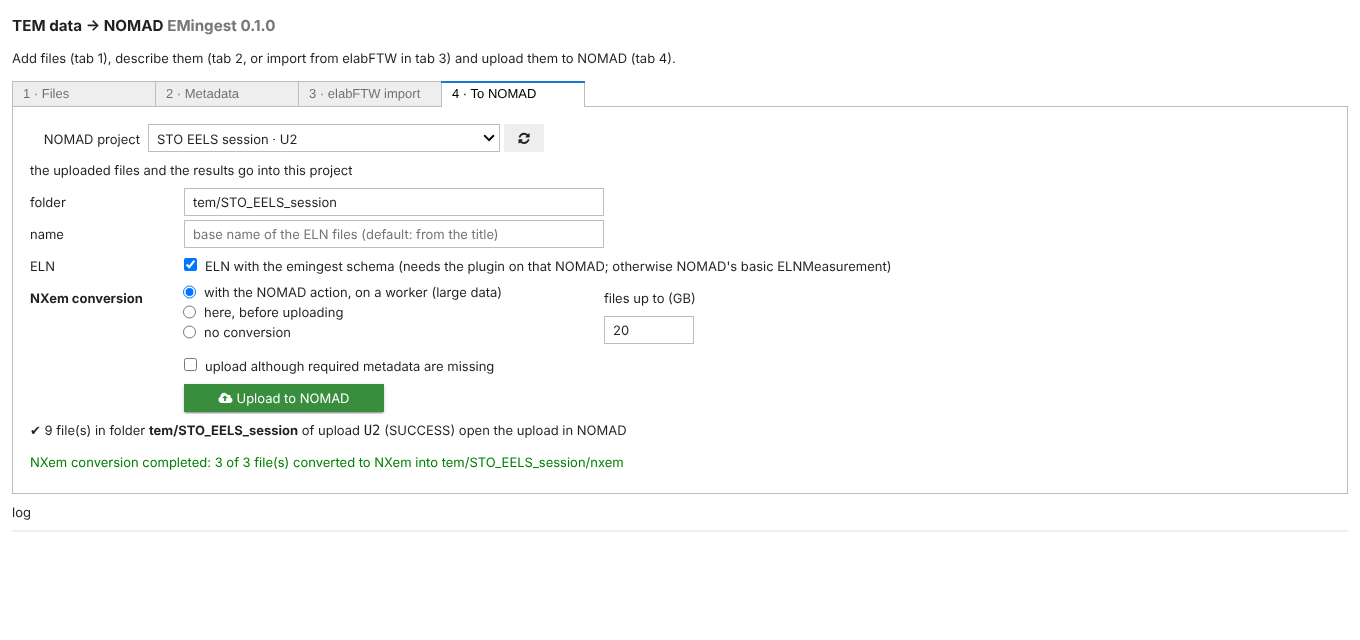 TEM data → NOMAD EMingest 0.1.0
Add files (tab 1), describe them (tab 2, or import from elabFTW in tab 3) and upload them to NOMAD (tab 4).
1 · Files
2 · Metadata
3 · elabFTW import
4 · To NOMAD
NOMAD project
STO EELS session · U2
the uploaded files and the results go into this project
folder
tem/STO_EELS_session
name
base name of the ELN files (default: from the title)
ELN
ELN with the emingest schema (needs the plugin on that NOMAD; otherwise NOMAD's basic ELNMeasurement)
NXem conversion
with the NOMAD action, on a worker (large data)
here, before uploading
no conversion
files up to (GB)
20
upload although required metadata are missing
Upload to NOMAD
✔ 9 file(s) in folder tem/STO_EELS_session of upload U2 (SUCCESS) open the upload in NOMAD
NXem conversion completed: 3 of 3 file(s) converted to NXem into tem/STO_EELS_session/nxem
log